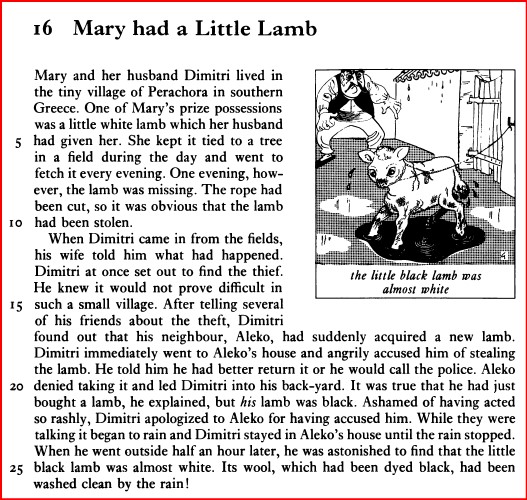 16 Mary had a Little Lamb
Mary and her husband Dimitri lived in
the tiny village of Perachora in southern
Greece. One of Mary's prize possessions
was a little white lamb which her husband
5 had given her. She kept it tied to a tree
in a field during the day and went to
fetch it every evening. One evening, how-
ever, the lamb was missing. The rope had
been cut, so it was obvious that the lamb
10 had been stolen.
When Dimitri came in from the fields,
his wife told him what had happened.
Dimitri at once set out to find the thief.
He knew it would not prove difficult in
15 such a small village. After telling several
of his friends about the theft, Dimitri
found out that his neighbour, Aleko, had suddenly acquired a new lamb.
Dimitri immediately went to Aleko's house and angrily accused him of stealing
the lamb. He told him he had better return it or he would call the police. Aleko
20 denied taking it and led Dimitri into his back-yard. It was true that he had just
bought a lamb, he explained, but his lamb was black. Ashamed of having acted
so rashly, Dimitri apologized to Aleko for having accused him. While they were
talking it began to rain and Dimitri stayed in Aleko's house until the rain stopped.
When he went outside half an hour later, he was astonished to find that the little
25 black lamb was almost white. Its wool, which had been dyed black, had been
washed clean by the rain!
the little black lamb was
almost white